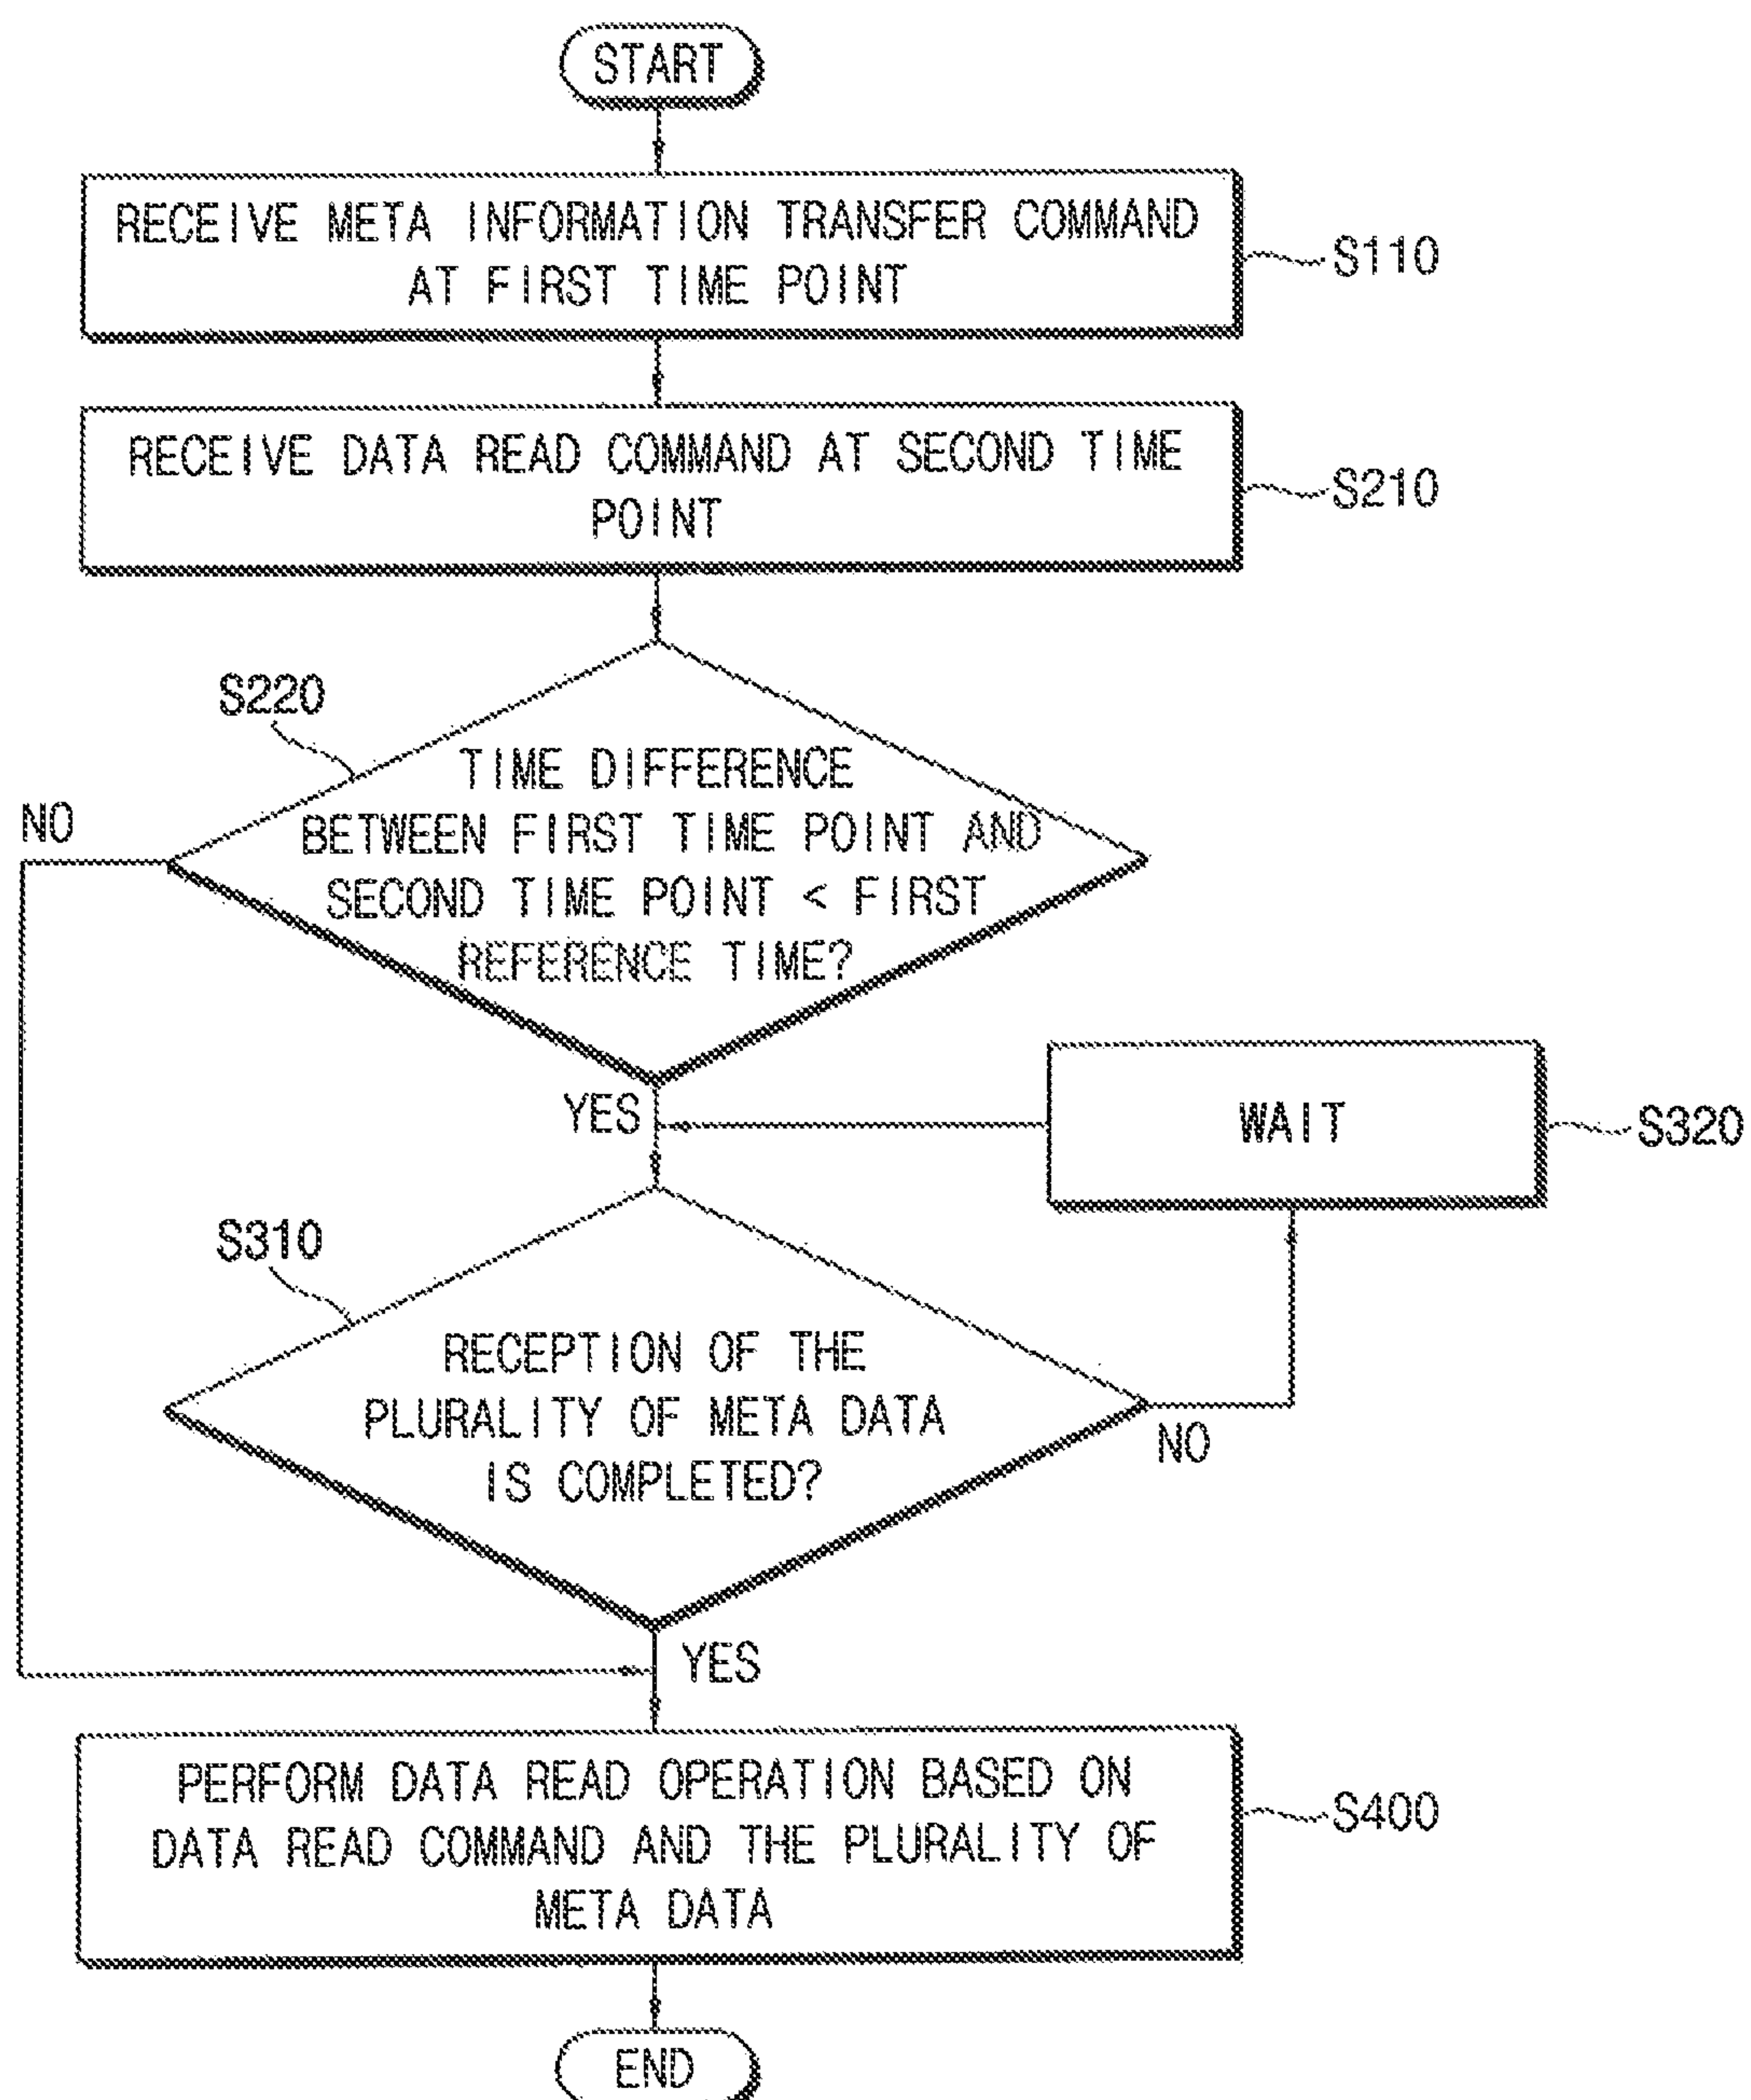 START
RECEIVE META INFORMATION TRANSFER COMMAND
AT FIRST TIME POINT
S110
RECEIVE DATA READ COMMAND AT SECOND TIME
POINT
S210
S220
TIME DIFFERENCE
BETWEEN FIRST TIME POINT AND
SECOND TIME POINT < FIRST
REFERENCE TIME?
NO
YES
WAIT
S320
S310
RECEPTION OF THE
PLURALITY OF META DATA
IS COMPLETED?
NO
YES
PERFORM DATA READ OPERATION BASED ON
DATA READ COMMAND AND THE PLURALITY OF
META DATA
S400
END